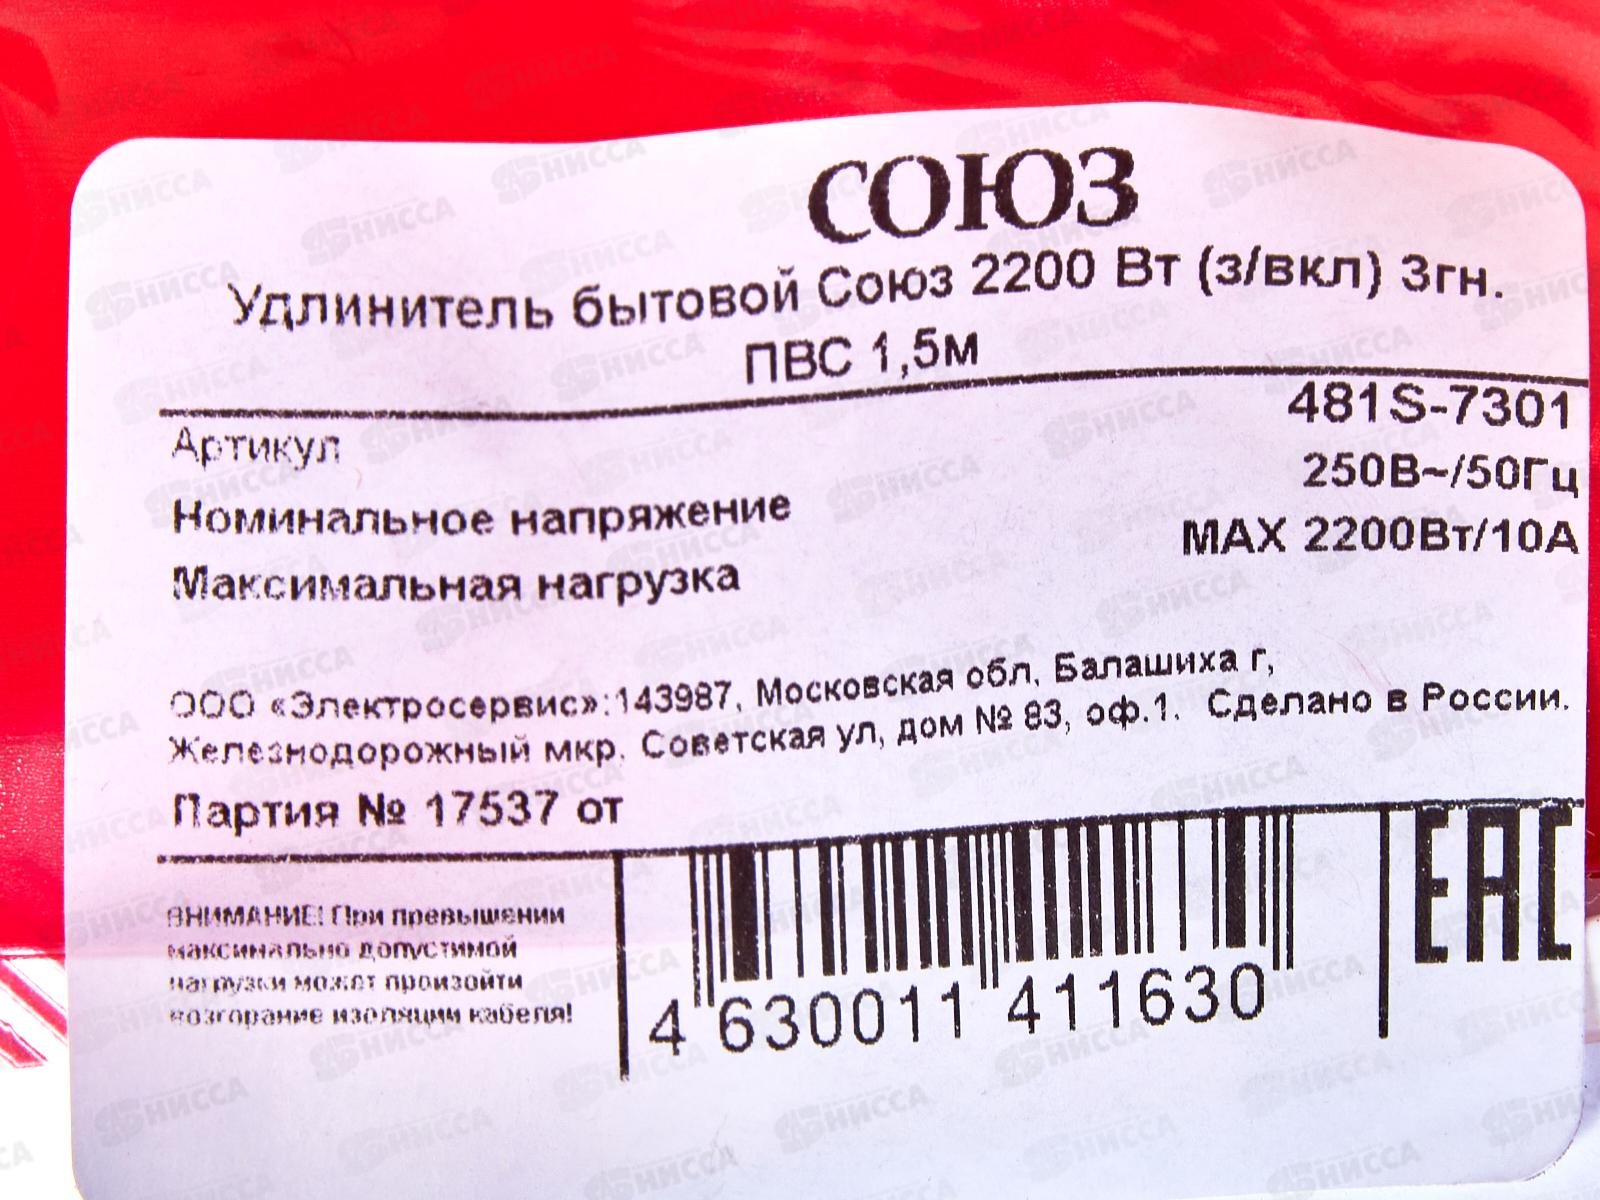 СОЮЗ
Удлинитель бытовой Союз 2200 Вт (з/вкл) 3гн.
ПВС 1,5м
Артикул 481S-7301
Номинальное напряжение 250В~/50Гц
Максимальная нагрузка MAX 2200Вт/10А
ООО «Электросервис»:143987, Московская обл, Балашиха г,
Железнодорожный мкр. Советская ул, дом № 83, оф.1. Сделано в России.
Партия № 17537 от
ВНИМАНИЕ! При превышении
максимально допустимой
нагрузки может произойти
возгорание изоляции кабеля!
4 630011 411630
EAC
НИССА